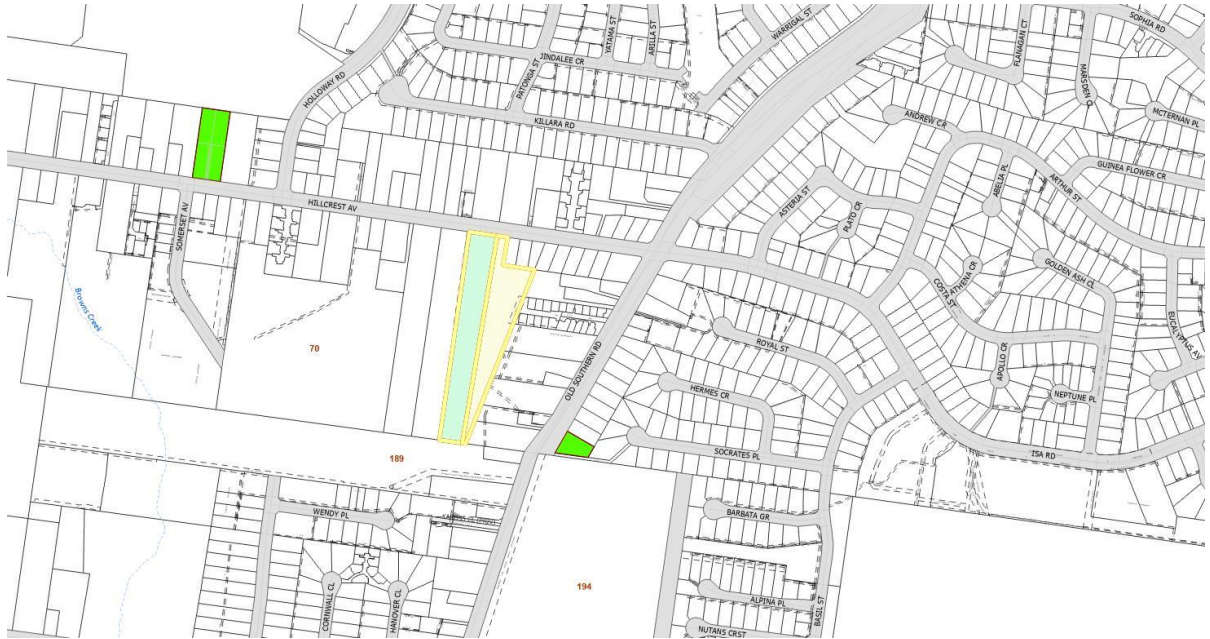 WARRIGAL ST
FLANAGAN CT
SOPHIA RD
YATAMA ST
ARILLA ST
JINDALEE CR
PATONGA ST
HOLLOWAY RD
MARSDEN CL
MCTERNAN PL
KILLARA RD
ANDREW CR
GUINEA FLOWER CR
ABELIA PL
ARTHUR ST
ASTERIA ST
PLATO CR
HILLCREST AV
SOMERSET AV
GOLDEN ASH CL
ATHENA CR
COSTA ST
Browns Creek
EUCALYPTUS AV
70
ROYAL ST
OLD SOUTHERN RD
APOLLO CR
HERMES CR
NEPTUNE PL
SOCRATES PL
ISA RD
189
WENDY PL
BARBATA GR
194
CORNWALL CL
HANOVER CL
ALPINA PL
BASIL ST
NUTANS CRST